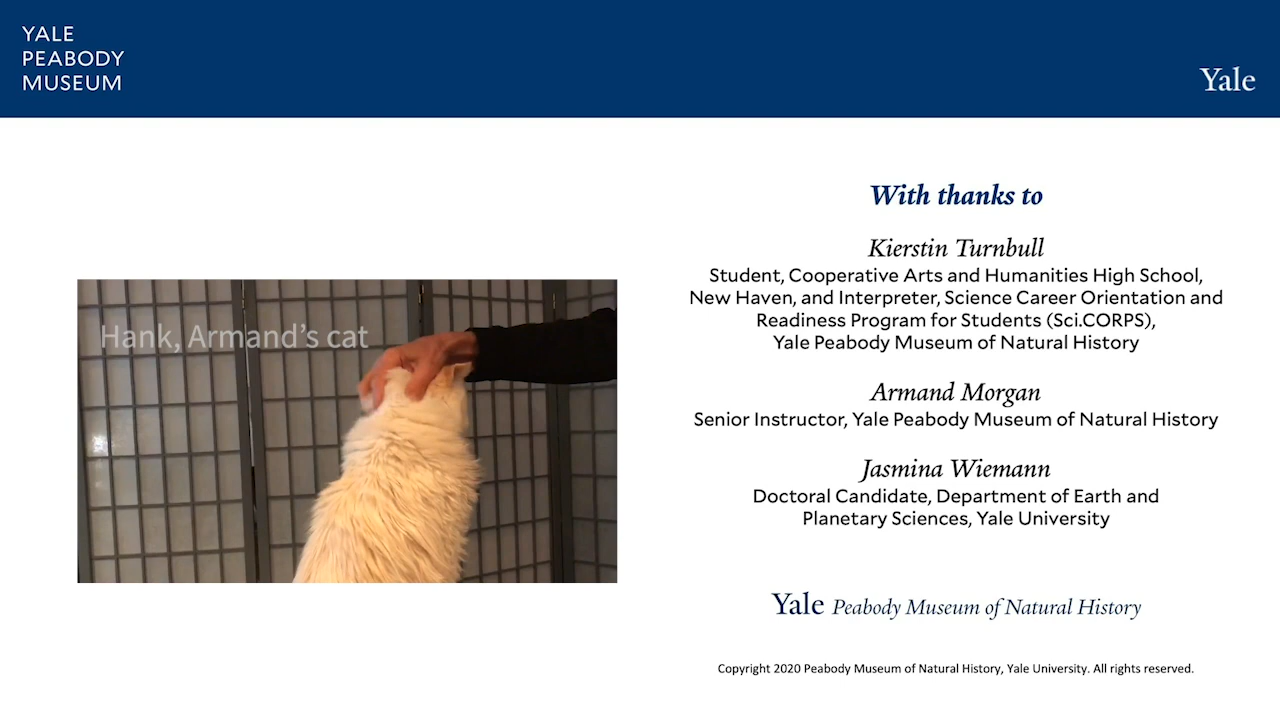 YALE
PEABODY
MUSEUM
Yale
Hank, Armand's cat
With thanks to
Kierstin Turnbull
Student, Cooperative Arts and Humanities High School,
New Haven, and Interpreter, Science Career Orientation and
Readiness Program for Students (Sci.CORPS),
Yale Peabody Museum of Natural History
Armand Morgan
Senior Instructor, Yale Peabody Museum of Natural History
Jasmina Wiemann
Doctoral Candidate, Department of Earth and
Planetary Sciences, Yale University
Yale Peabody Museum of Natural History
Copyright 2020 Peabody Museum of Natural History, Yale University. All rights reserved.